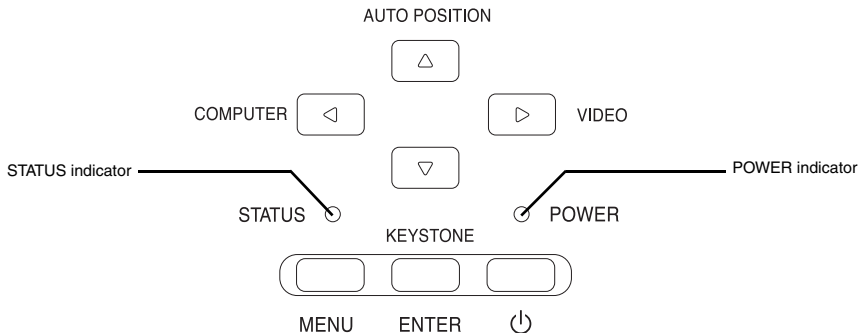 AUTO POSITION
COMPUTER
VIDEO
STATUS indicator
POWER indicator
STATUS
POWER
KEYSTONE
MENU
ENTER